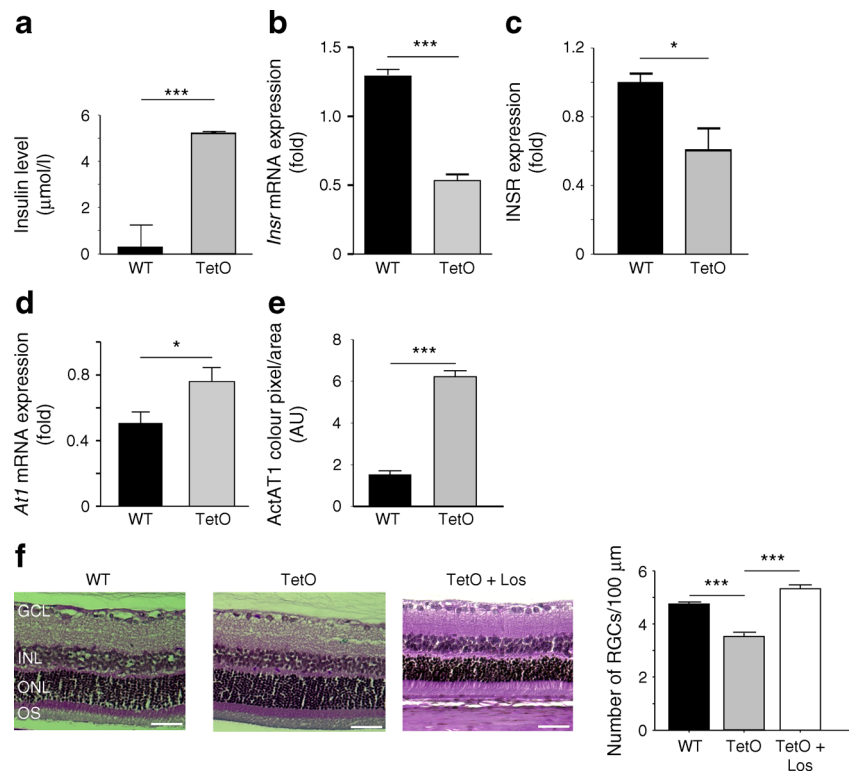 a
***
Insulin level
(μmol/l)
6
4
2
0
WT TetO
b
***
Insr mRNA expression
(fold)
1.5
1.0
0.5
0
WT TetO
c
*
INSR expression
(fold)
1.2
0.8
0.4
0
WT TetO
d
*
At1 mRNA expression
(fold)
0.8
0.4
0
WT TetO
e
***
ActAT1 colour pixel/area
(AU)
8
6
4
2
0
WT TetO
f
WT
GCL
INL
ONL
OS
TetO
TetO + Los
*** ***
Number of RGCs/100 μm
6
4
2
0
WT TetO TetO +
Los